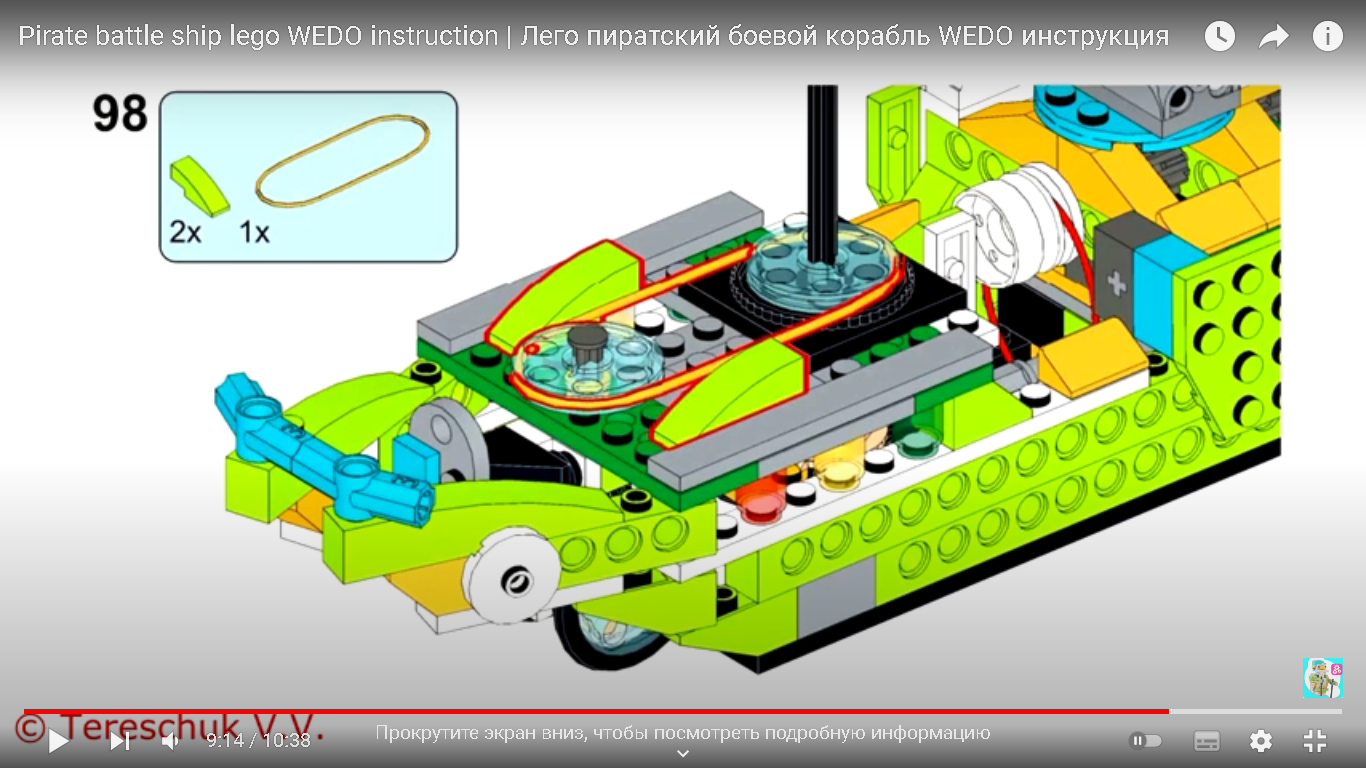 Pirate battle ship lego WEDO instruction | Лего пиратский боевой корабль WEDO инструкция
98
2x 1x
© Tereschuk V.V.
9:14 / 10:38
Прокрутите экран вниз, чтобы посмотреть подробную информацию